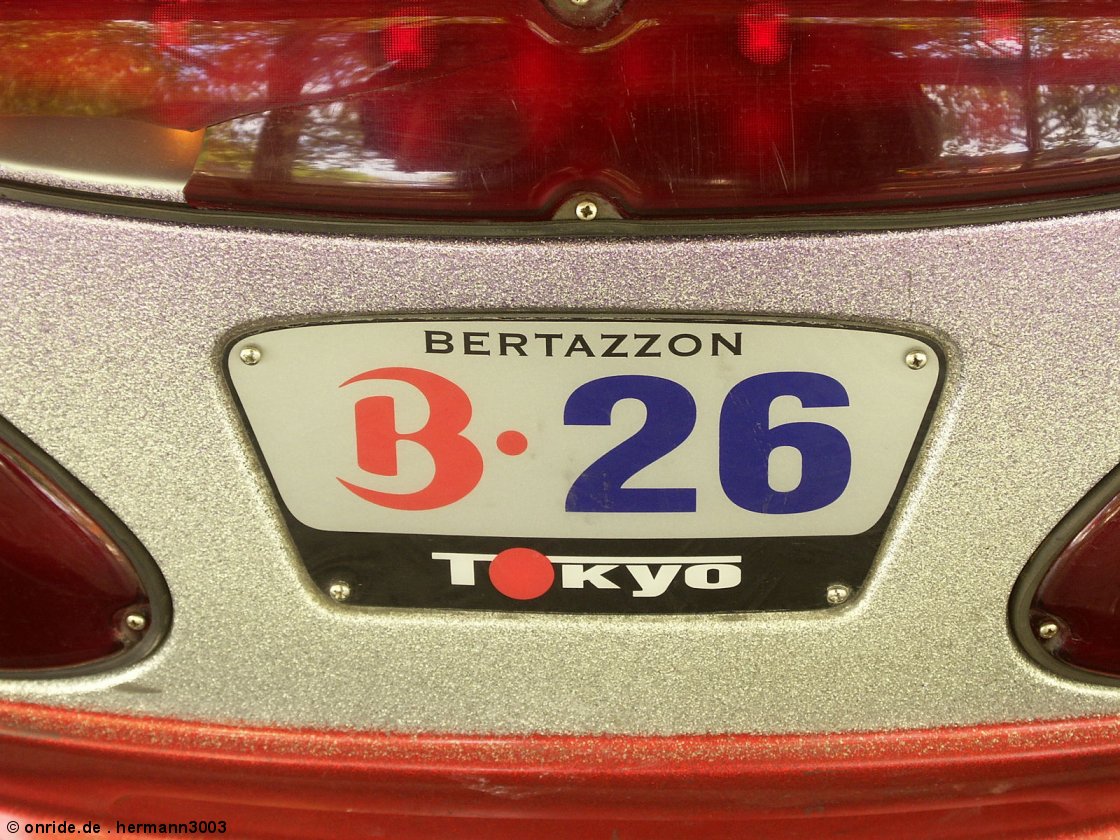 BERTAZZON
B·26
TOKYO
© onride.de . hermann3003